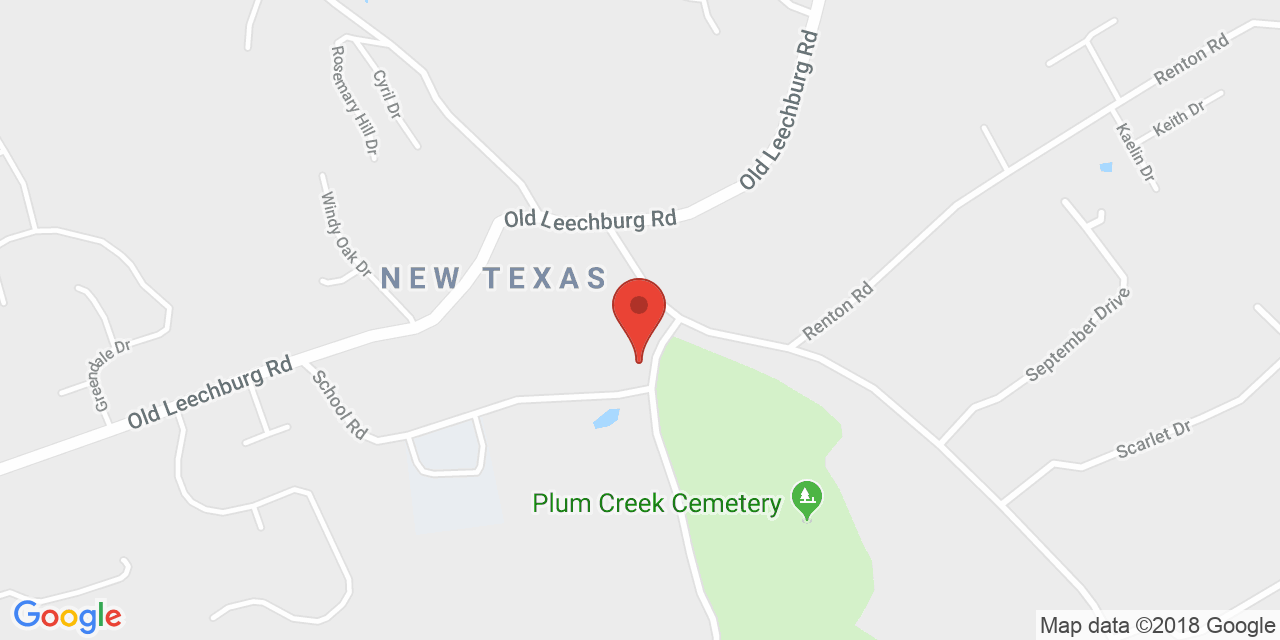 Old Leechburg Rd
Renton Rd
Rosemary Hill Dr
Cyril Dr
Keith Dr
Kaelin Dr
Windy Oak Dr
Old Leechburg Rd
NEW TEXAS
Renton Rd
September Drive
Greendale Dr
Old Leechburg Rd
School Rd
Scarlet Dr
Plum Creek Cemetery
Google
Map data ©2018 Google